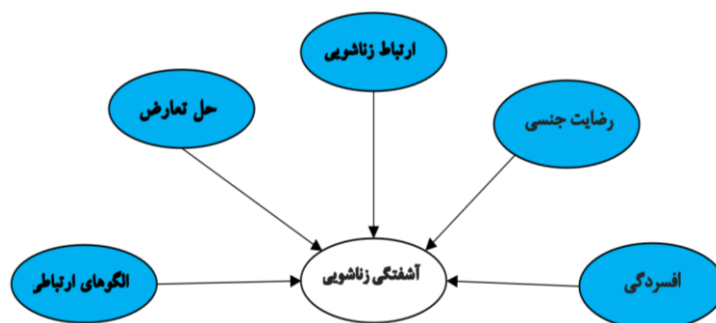 ارتباط زناشویی
حل تعارض
رضایت جنسی
آشفتگی زناشویی
الگوهای ارتباطی
افسردگی